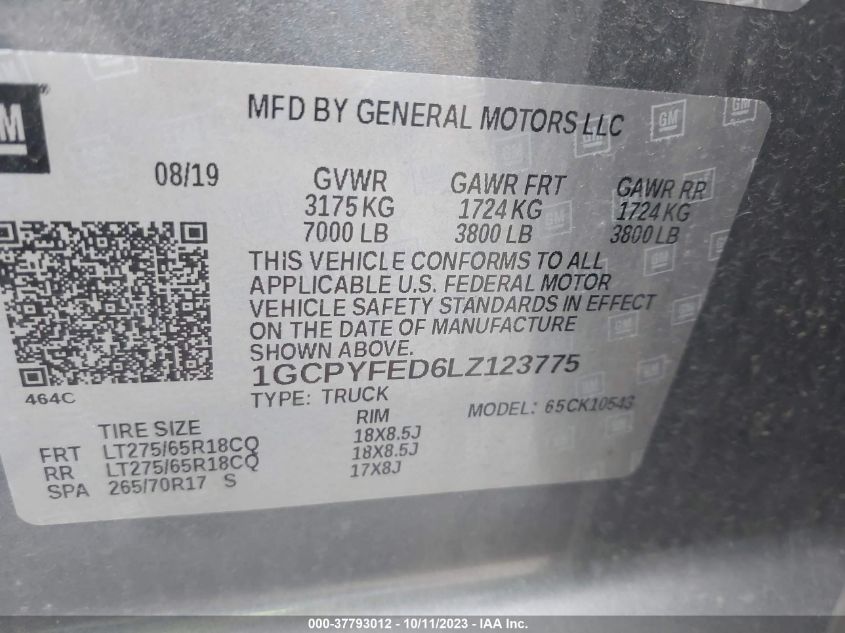 MFD BY GENERAL MOTORS LLC
08/19 GVWR GAWR FRT GAWR RR
3175 KG 1724 KG 1724 KG
7000 LB 3800 LB 3800 LB
THIS VEHICLE CONFORMS TO ALL
APPLICABLE U.S. FEDERAL MOTOR
VEHICLE SAFETY STANDARDS IN EFFECT
ON THE DATE OF MANUFACTURE
SHOWN ABOVE.
1GCPYFED6LZ123775
464C TYPE: TRUCK MODEL: 65CK10543
TIRE SIZE RIM
FRT LT275/65R18CQ 18X8.5J
RR LT275/65R18CQ 18X8.5J
SPA 265/70R17 S 17X8J
000-37793012 - 10/11/2023 - IAA Inc.